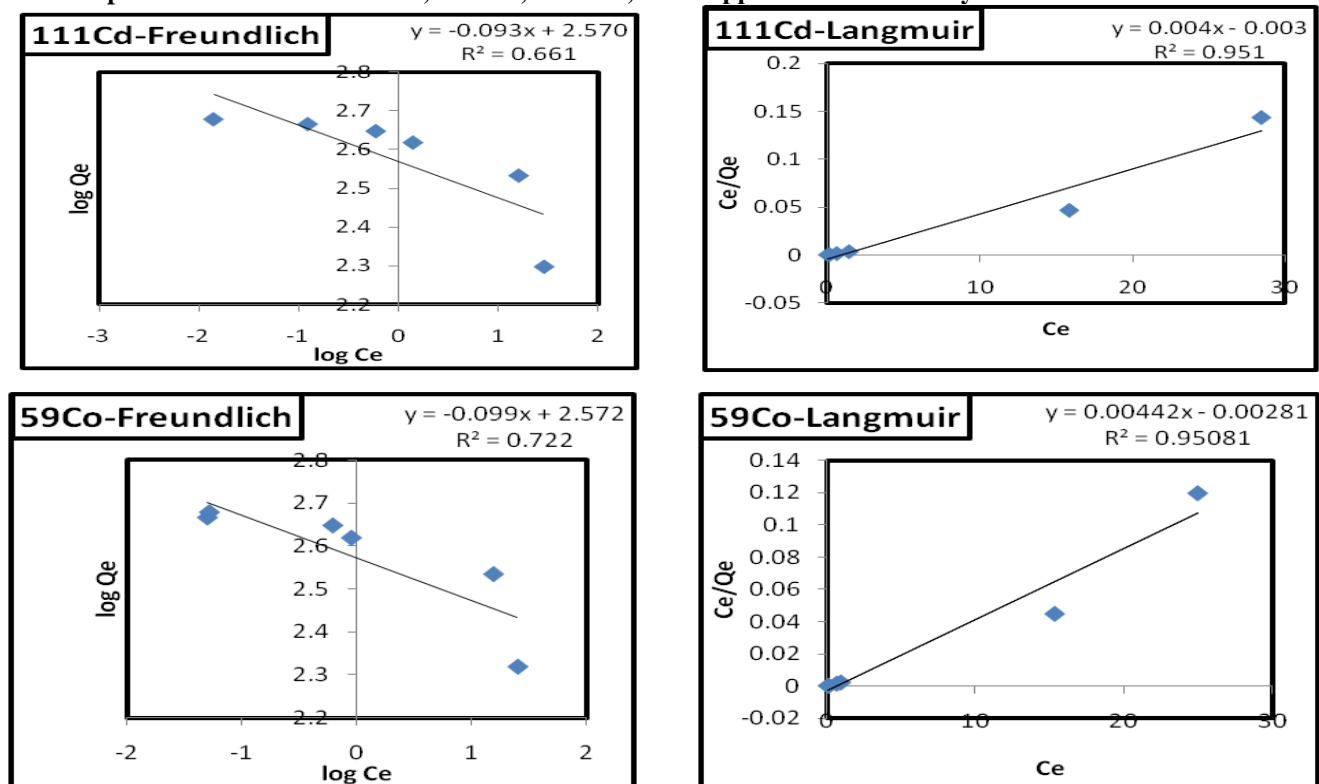 111Cd-Freundlich
y = -0.093x + 2.570
R² = 0.661
2.8
2.7
2.6
2.5
2.4
2.3
2.2
log Qe
-3 -2 -1 0 1 2
log Ce
111Cd-Langmuir
y = 0.004x - 0.003
R² = 0.951
0.2
0.15
0.1
0.05
0
-0.05
Ce/Qe
0 10 20 30
Ce
59Co-Freundlich
y = -0.099x + 2.572
R² = 0.722
2.8
2.7
2.6
2.5
2.4
2.3
2.2
log Qe
-2 -1 0 1 2
log Ce
59Co-Langmuir
y = 0.00442x - 0.00281
R² = 0.95081
0.14
0.12
0.1
0.08
0.06
0.04
0.02
0
-0.02
Ce/Qe
0 10 20 30
Ce